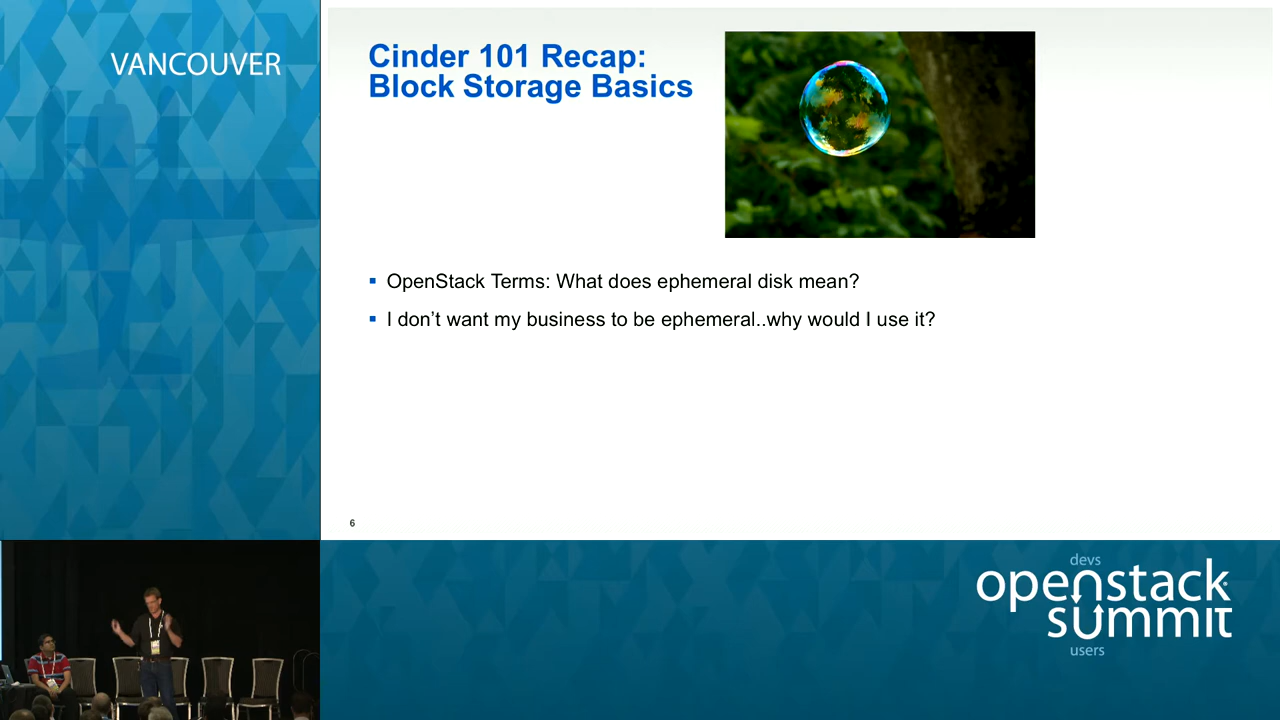 VANCOUVER
Cinder 101 Recap:
Block Storage Basics
▪ OpenStack Terms: What does ephemeral disk mean?
▪ I don’t want my business to be ephemeral..why would I use it?
6
devs
openstack
summit
users